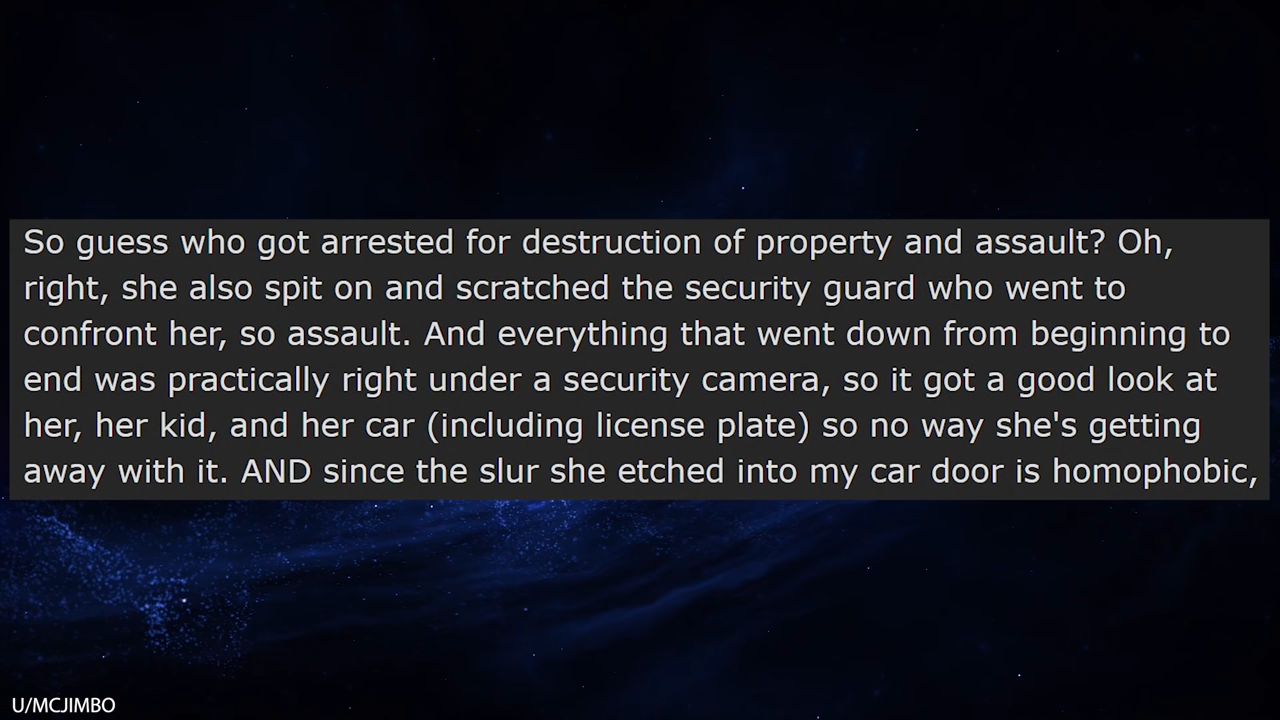 So guess who got arrested for destruction of property and assault? Oh,
right, she also spit on and scratched the security guard who went to
confront her, so assault. And everything that went down from beginning to
end was practically right under a security camera, so it got a good look at
her, her kid, and her car (including license plate) so no way she's getting
away with it. AND since the slur she etched into my car door is homophobic,
U/MCJIMBO